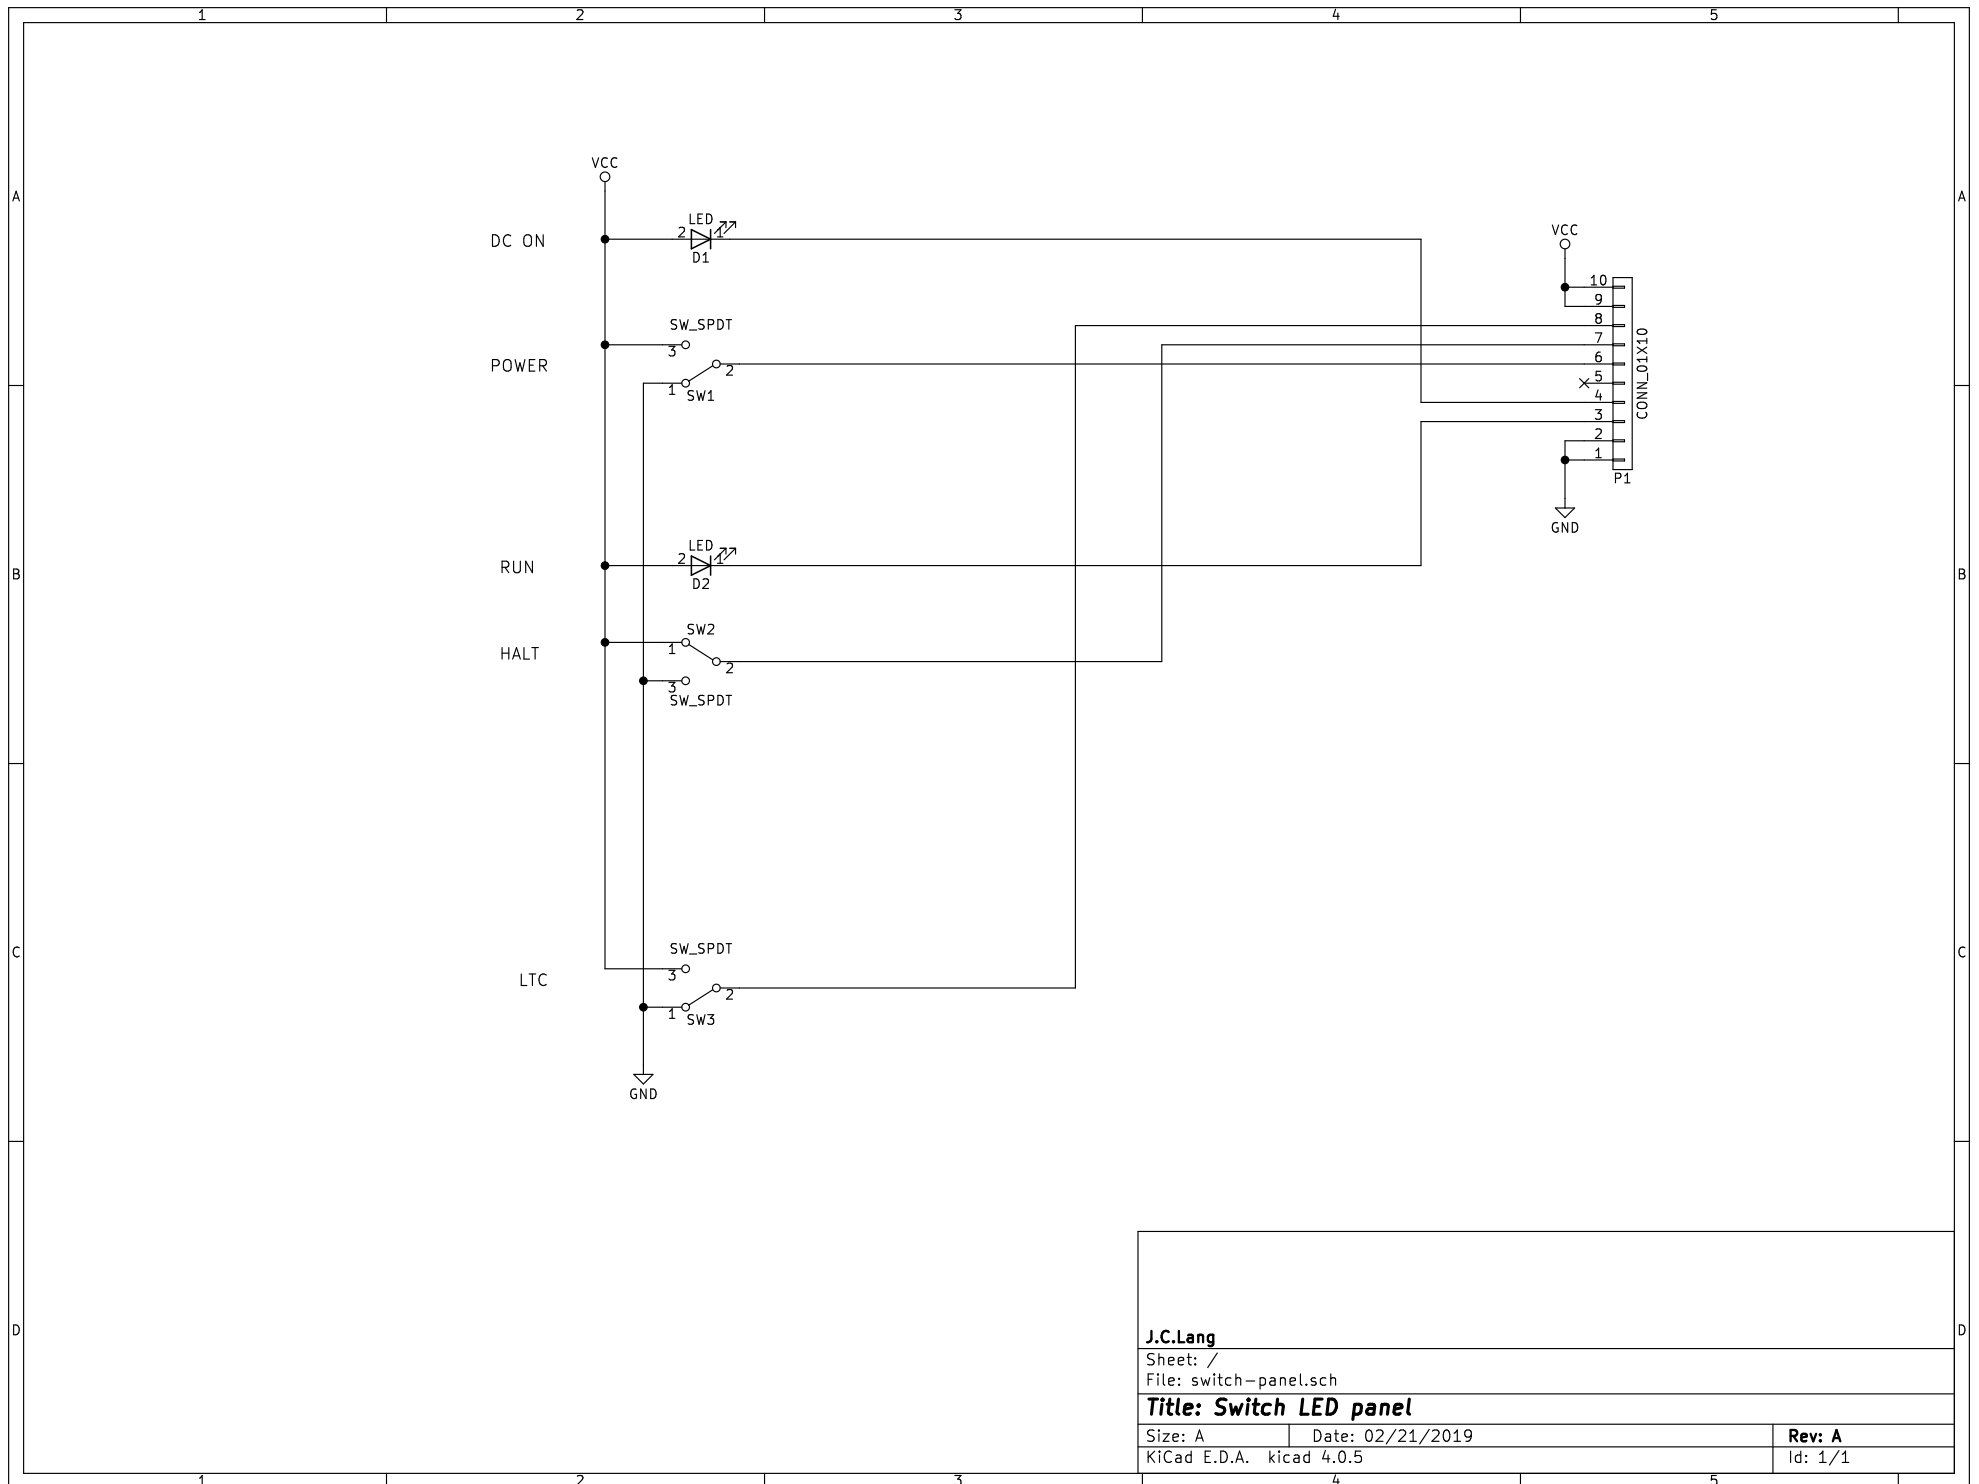 1 2 3 4 5
VCC
A A
LED
2 1
D1
DC ON
VCC
10
9
8
7
6
5
4
3
2
1
CONN_01X10
P1
GND
SW_SPDT
3
POWER
2
1
SW1
LED
2 1
D2
RUN
B B
SW2
1
HALT
2
3
SW_SPDT
SW_SPDT
C C
3
LTC
2
1
SW3
GND
D D
J.C.Lang
Sheet: /
File: switch-panel.sch
Title: Switch LED panel
Size: A Date: 02/21/2019 Rev: A
KiCad E.D.A. kicad 4.0.5 Id: 1/1
1 2 3 4 5